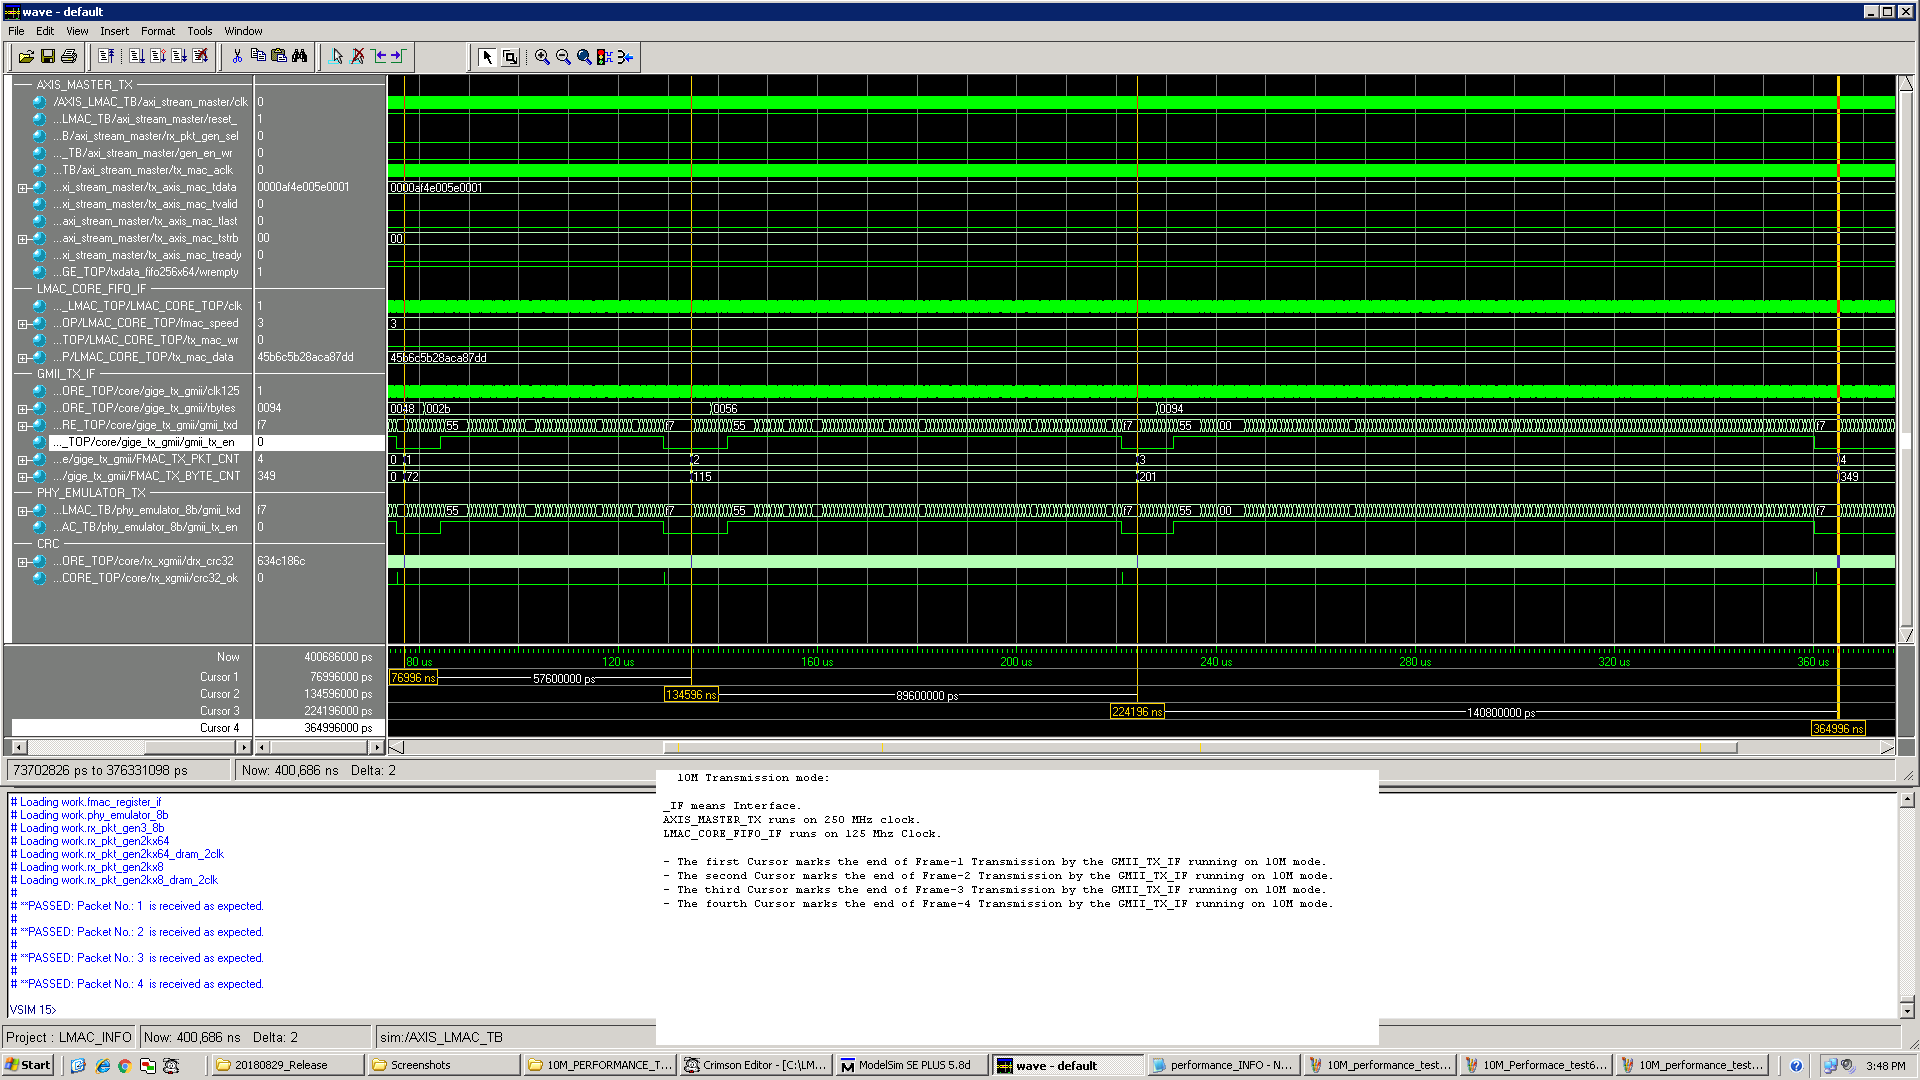 wave - default
File Edit View Insert Format Tools Window
AXIS_MASTER_TX
/AXIS_LMAC_TB/axi_stream_master/clk 0
...LMAC_TB/axi_stream_master/reset_ 1
...B/axi_stream_master/rx_pkt_gen_sel 0
..._TB/axi_stream_master/gen_en_wr 0
...TB/axi_stream_master/tx_mac_aclk 0
...xi_stream_master/tx_axis_mac_tdata 0000af4e005e0001 0000af4e005e0001
...xi_stream_master/tx_axis_mac_tvalid 0
...axi_stream_master/tx_axis_mac_tlast 0
...axi_stream_master/tx_axis_mac_tstrb 00 00
...xi_stream_master/tx_axis_mac_tready 0
...GE_TOP/txdata_fifo256x64/wrempty 1
LMAC_CORE_FIFO_IF
..._LMAC_TOP/LMAC_CORE_TOP/clk 1
...OP/LMAC_CORE_TOP/fmac_speed 3 3
...TOP/LMAC_CORE_TOP/tx_mac_wr 0
...P/LMAC_CORE_TOP/tx_mac_data 45b6c5b28aca87dd 45b6c5b28aca87dd
GMII_TX_IF
...ORE_TOP/core/gige_tx_gmii/clk125 1
...ORE_TOP/core/gige_tx_gmii/rbytes 0094 0048 002b 0056 0094
...RE_TOP/core/gige_tx_gmii/gmii_txd f7 55 f7 55 f7 55 00 f7
..._TOP/core/gige_tx_gmii/gmii_tx_en 0
...e/gige_tx_gmii/FMAC_TX_PKT_CNT 4 0 1 2 3 4
.../gige_tx_gmii/FMAC_TX_BYTE_CNT 349 0 72 115 201 349
PHY_EMULATOR_TX
...LMAC_TB/phy_emulator_8b/gmii_txd f7 55 f7 55 f7 55 00 f7
...AC_TB/phy_emulator_8b/gmii_tx_en 0
CRC
...ORE_TOP/core/rx_xgmii/drx_crc32 634c186c
...CORE_TOP/core/rx_xgmii/crc32_ok 0
Now 400686000 ps 80 us 120 us 160 us 200 us 240 us 280 us 320 us 360 us
Cursor 1 76996000 ps 76996 ns 57600000 ps
Cursor 2 134596000 ps 134596 ns 89600000 ps
Cursor 3 224196000 ps 224196 ns 140800000 ps
Cursor 4 364996000 ps 364996 ns
73702826 ps to 376331098 ps Now: 400,686 ns Delta: 2
10M Transmission mode:
_IF means Interface.
AXIS_MASTER_TX runs on 250 MHz clock.
LMAC_CORE_FIFO_IF runs on 125 Mhz Clock.
- The first Cursor marks the end of Frame-1 Transmission by the GMII_TX_IF running on 10M mode.
- The second Cursor marks the end of Frame-2 Transmission by the GMII_TX_IF running on 10M mode.
- The third Cursor marks the end of Frame-3 Transmission by the GMII_TX_IF running on 10M mode.
- The fourth Cursor marks the end of Frame-4 Transmission by the GMII_TX_IF running on 10M mode.
# Loading work.fmac_register_if
# Loading work.phy_emulator_8b
# Loading work.rx_pkt_gen3_8b
# Loading work.rx_pkt_gen2kx64
# Loading work.rx_pkt_gen2kx64_dram_2clk
# Loading work.rx_pkt_gen2kx8
# Loading work.rx_pkt_gen2kx8_dram_2clk
#
# **PASSED: Packet No.: 1 is received as expected.
#
# **PASSED: Packet No.: 2 is received as expected.
#
# **PASSED: Packet No.: 3 is received as expected.
#
# **PASSED: Packet No.: 4 is received as expected.
VSIM 15>
Project : LMAC_INFO Now: 400,686 ns Delta: 2 sim:/AXIS_LMAC_TB
Start 20180829_Release Screenshots 10M_PERFORMANCE_T... Crimson Editor - [C:\LM... ModelSim SE PLUS 5.8d wave - default performance_INFO - N... 10M_performance_test... 10M_Performace_test6... 10M_performance_test... 3:48 PM